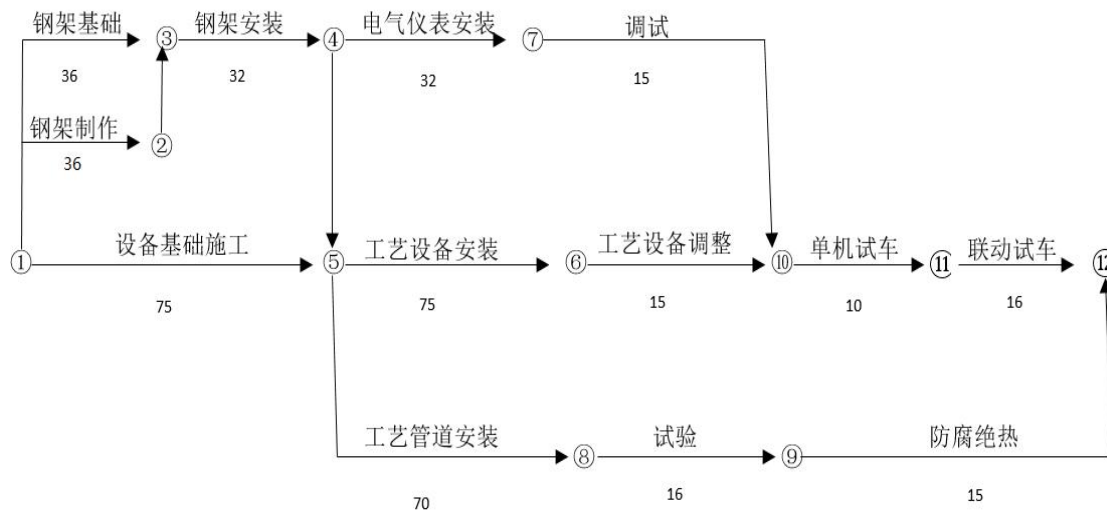 钢架基础
③
钢架安装
④
电气仪表安装
⑦
调试
36
32
32
15
钢架制作
②
36
①
设备基础施工
⑤
工艺设备安装
⑥
工艺设备调整
⑩
单机试车
⑪
联动试车
⑫
75
75
15
10
16
工艺管道安装
⑧
试验
⑨
防腐绝热
70
16
15